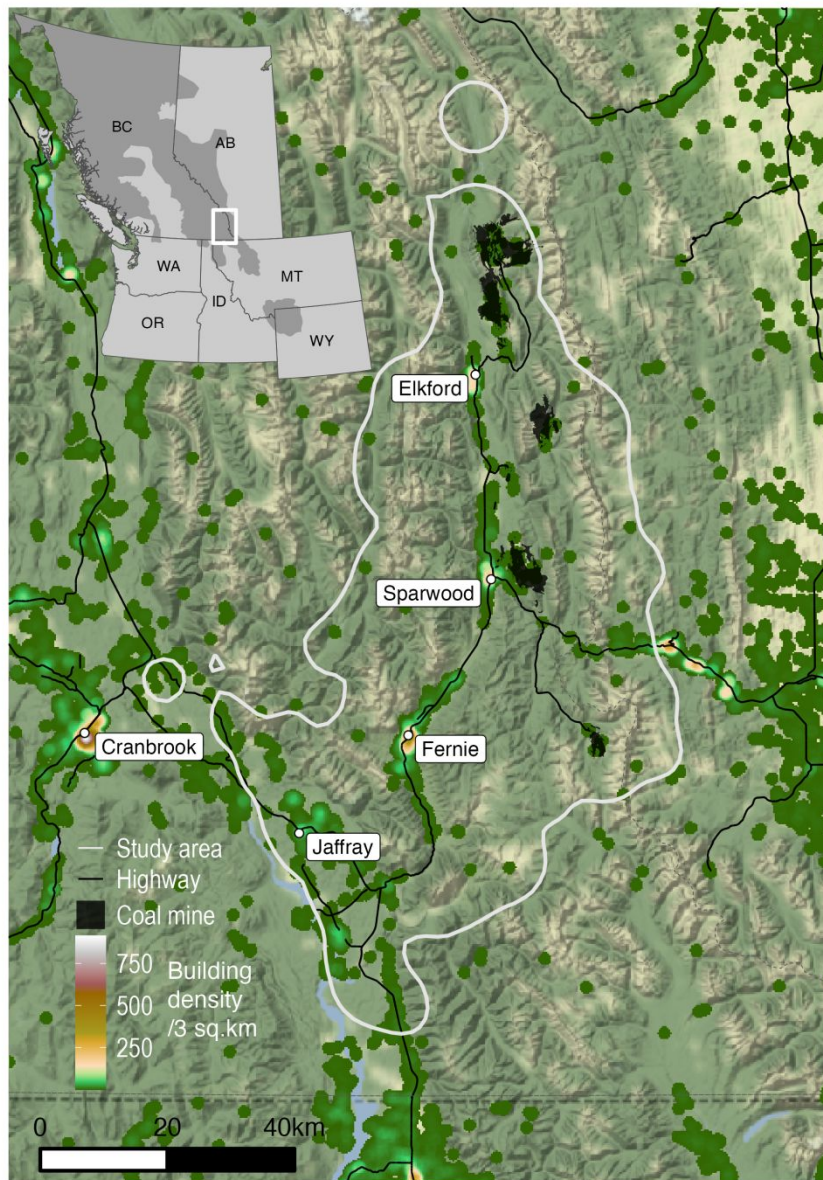 BC
AB
WA
MT
ID
OR
WY
Elkford
Sparwood
Cranbrook
Fernie
Jaffray
Study area
Highway
Coal mine
750
500
250
Building
density
/3 sq.km
0 20 40km